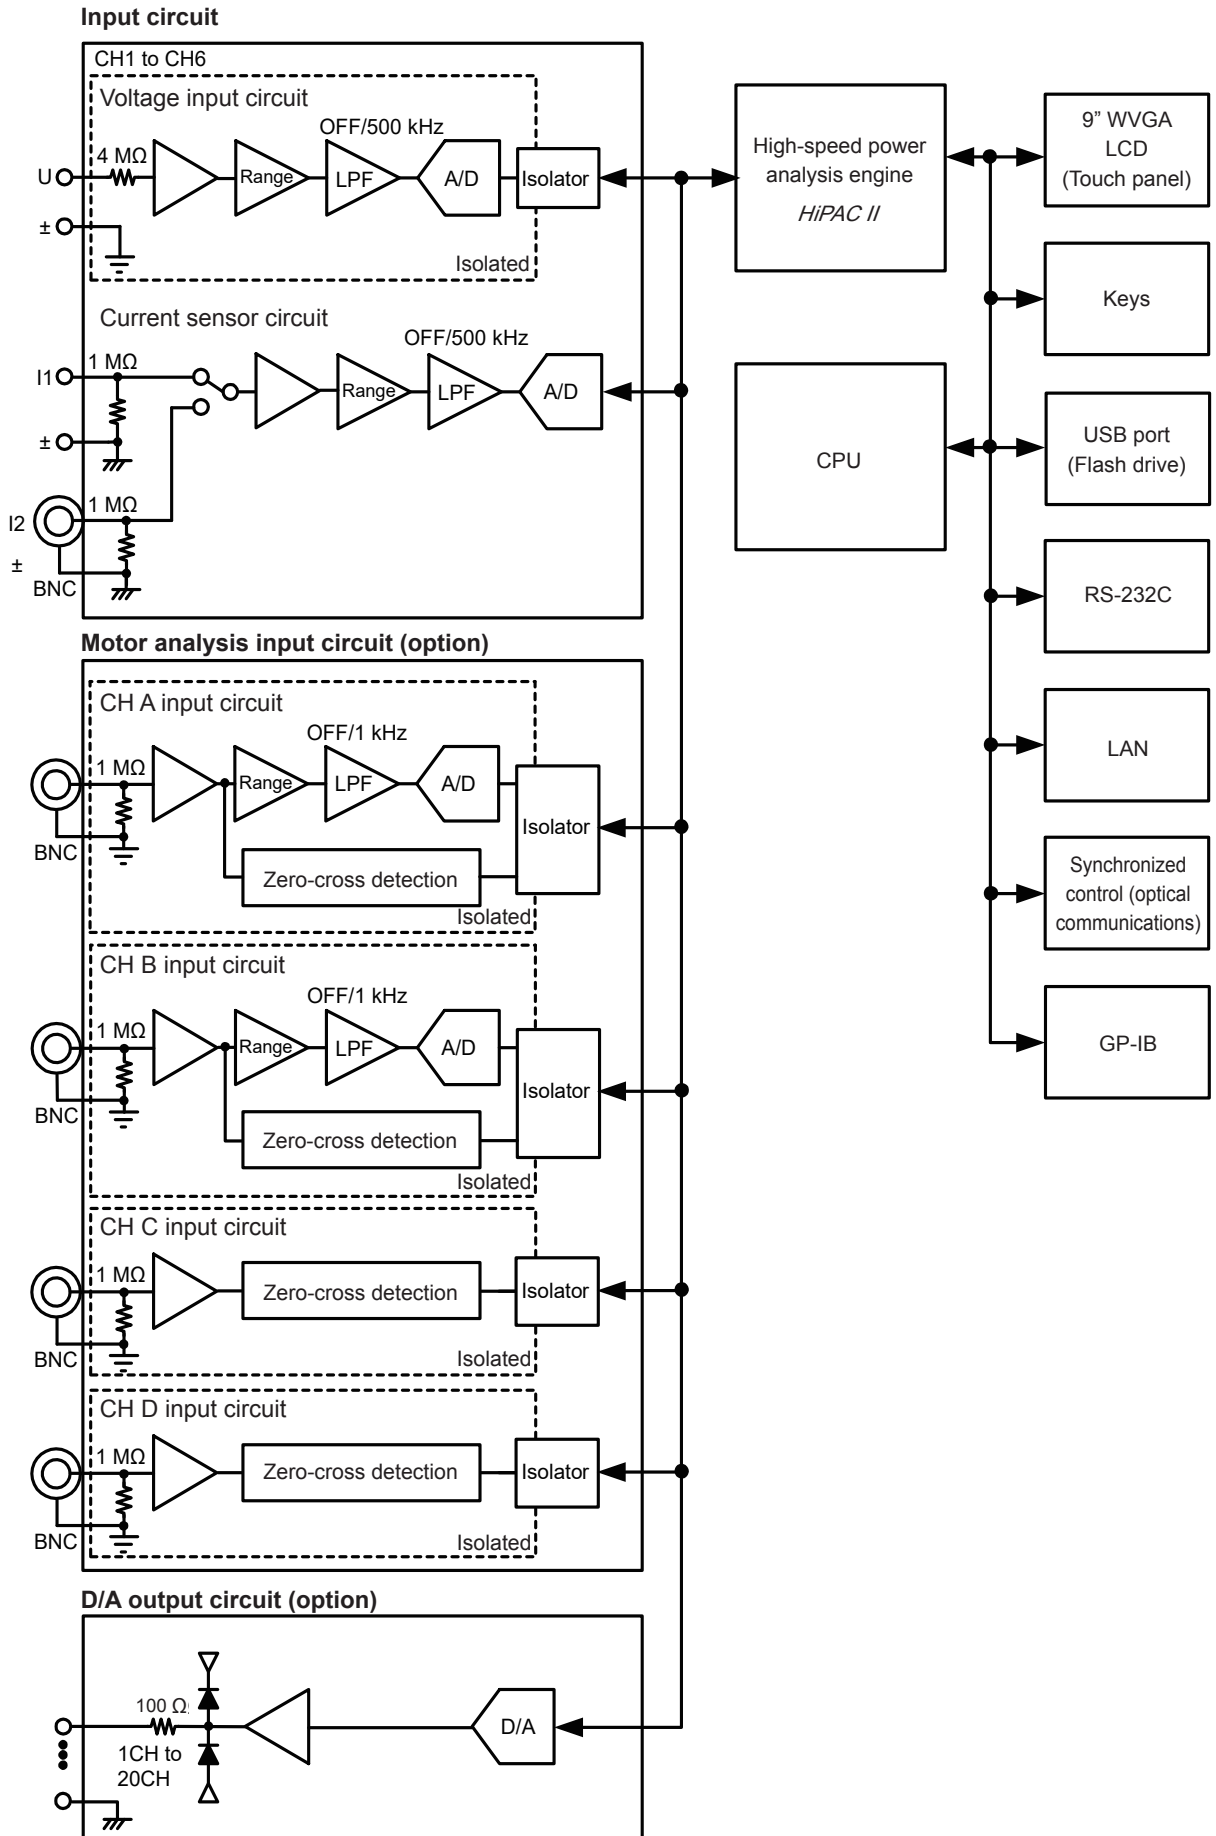 Input circuit
CH1 to CH6
Voltage input circuit
OFF/500 kHz
4 MΩ
U
Range
LPF
A/D
Isolator
±
Isolated
Current sensor circuit
OFF/500 kHz
1 MΩ
I1
Range
LPF
A/D
±
1 MΩ
I2
±
BNC
High-speed power
analysis engine
HiPAC II
CPU
9” WVGA
LCD
(Touch panel)
Keys
USB port
(Flash drive)
RS-232C
LAN
Synchronized
control (optical
communications)
GP-IB
Motor analysis input circuit (option)
CH A input circuit
OFF/1 kHz
1 MΩ
Range
LPF
A/D
Isolator
BNC
Zero-cross detection
Isolated
CH B input circuit
OFF/1 kHz
1 MΩ
Range
LPF
A/D
Isolator
BNC
Zero-cross detection
Isolated
CH C input circuit
1 MΩ
Zero-cross detection
Isolator
BNC
Isolated
CH D input circuit
1 MΩ
Zero-cross detection
Isolator
BNC
Isolated
D/A output circuit (option)
100 Ω
D/A
1CH to
20CH